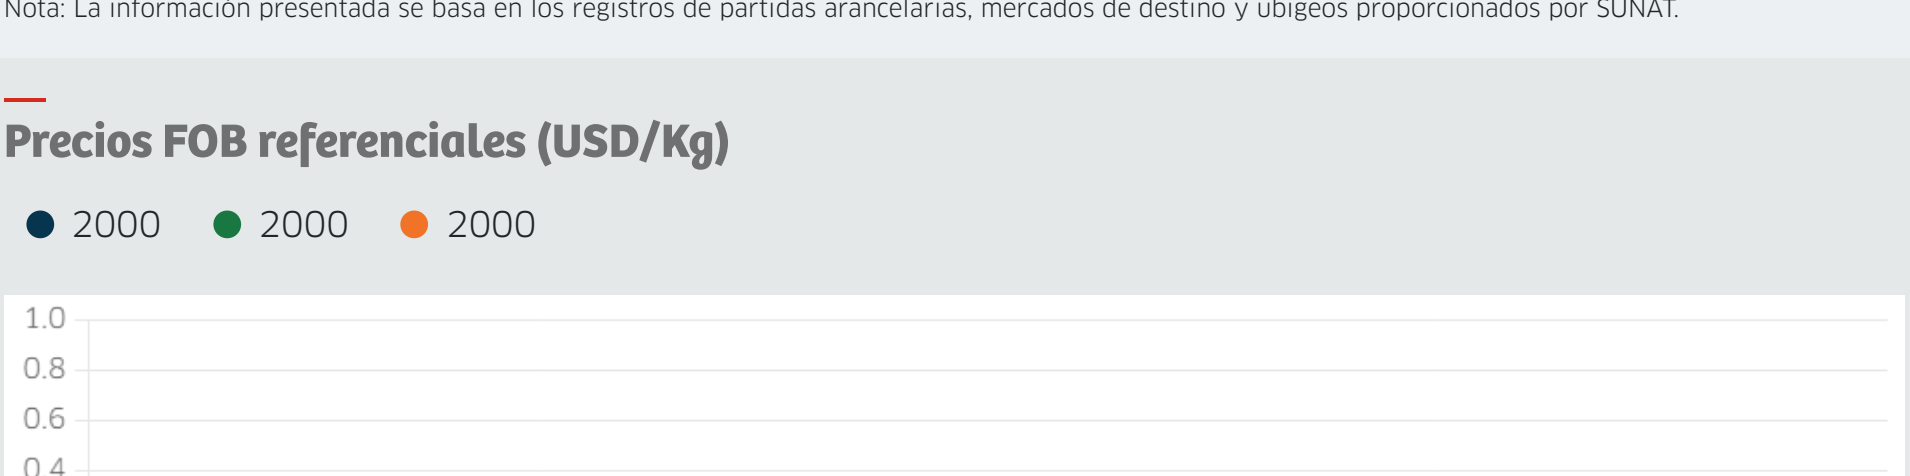 Nota: La información presentada se basa en los registros de partidas arancelarias, mercados de destino y ubigeos proporcionados por SUNAT.
Precios FOB referenciales (USD/Kg)
2000 2000 2000
1.0
0.8
0.6
0.4